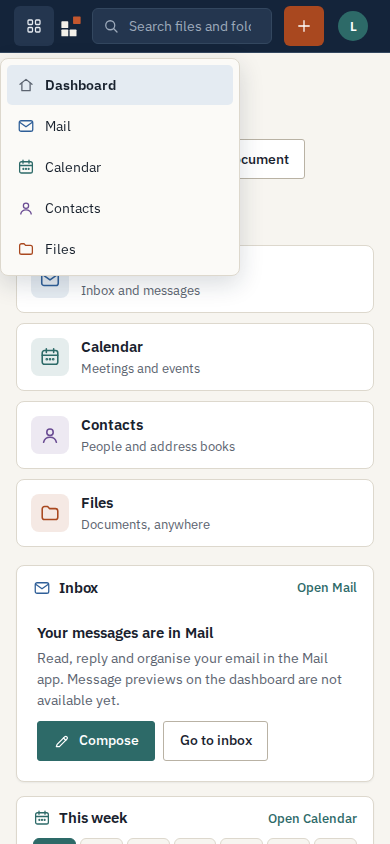 Search files and fold
L
Dashboard
Mail
Calendar
Contacts
Files
Inbox and messages
Calendar
Meetings and events
Contacts
People and address books
Files
Documents, anywhere
Inbox
Open Mail
Your messages are in Mail
Read, reply and organise your email in the Mail
app. Message previews on the dashboard are not
available yet.
Compose
Go to inbox
This week
Open Calendar